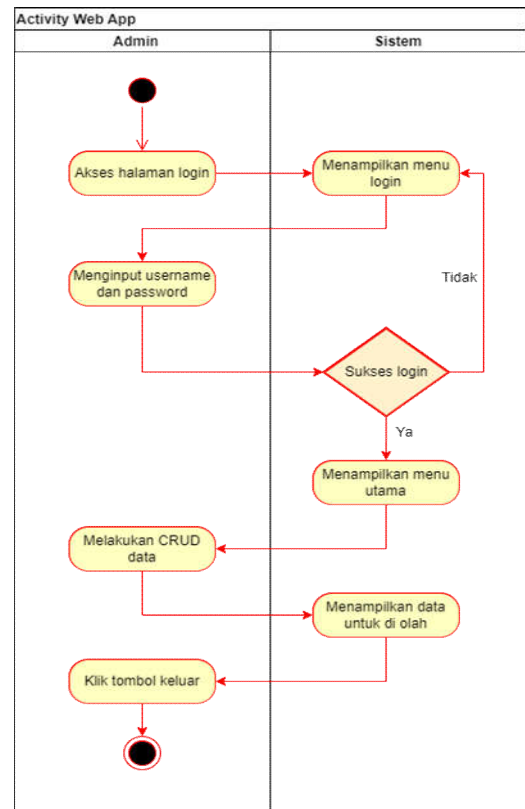 Activity Web App
Admin
Sistem
Akses halaman login
Menampilkan menu
login
Menginput username
dan password
Tidak
Sukses login
Ya
Menampilkan menu
utama
Melakukan CRUD
data
Menampilkan data
untuk di olah
Klik tombol keluar